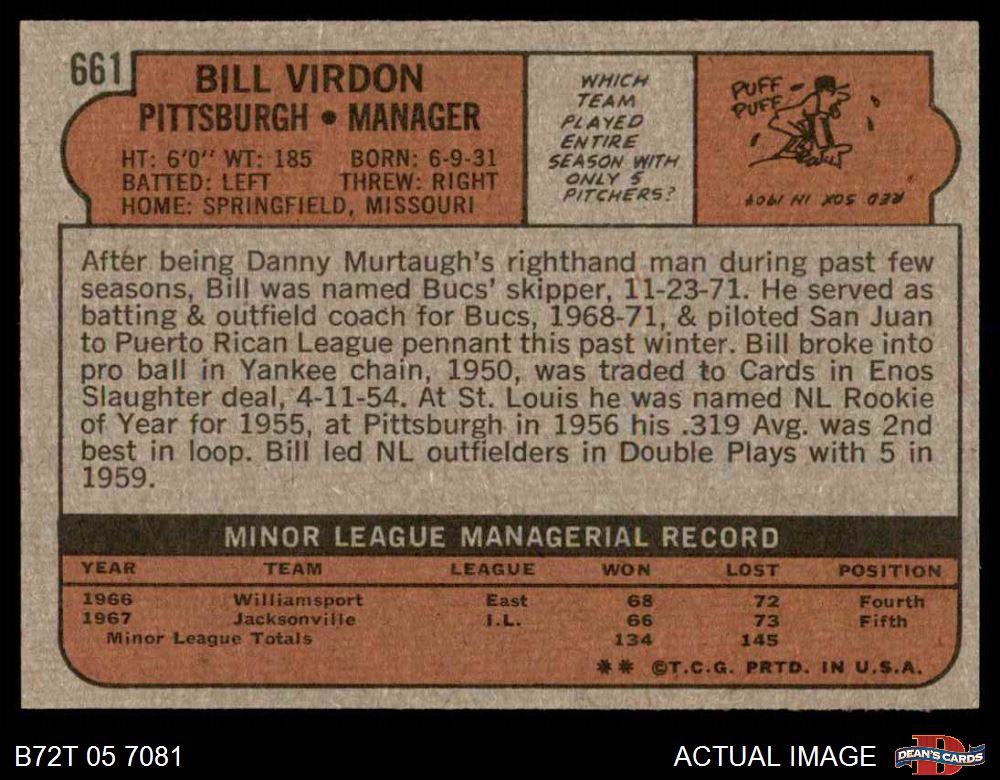 661
BILL VIRDON
PITTSBURGH • MANAGER
HT: 6'0" WT: 185 BORN: 6-9-31
BATTED: LEFT THREW: RIGHT
HOME: SPRINGFIELD, MISSOURI
WHICH
TEAM
PLAYED
ENTIRE
SEASON WITH
ONLY 5
PITCHERS?
PUFF
PUFF
RED SOX IN 1904
After being Danny Murtaugh's righthand man during past few
seasons, Bill was named Bucs' skipper, 11-23-71. He served as
batting & outfield coach for Bucs, 1968-71, & piloted San Juan
to Puerto Rican League pennant this past winter. Bill broke into
pro ball in Yankee chain, 1950, was traded to Cards in Enos
Slaughter deal, 4-11-54. At St. Louis he was named NL Rookie
of Year for 1955, at Pittsburgh in 1956 his .319 Avg. was 2nd
best in loop. Bill led NL outfielders in Double Plays with 5 in
1959.
MINOR LEAGUE MANAGERIAL RECORD
YEAR TEAM LEAGUE WON LOST POSITION
1966 Williamsport East 68 72 Fourth
1967 Jacksonville I.L. 66 73 Fifth
Minor League Totals 134 145
** ©T.C.G. PRTD. IN U.S.A.
B72T 05 7081
ACTUAL IMAGE
DEAN'S CARDS